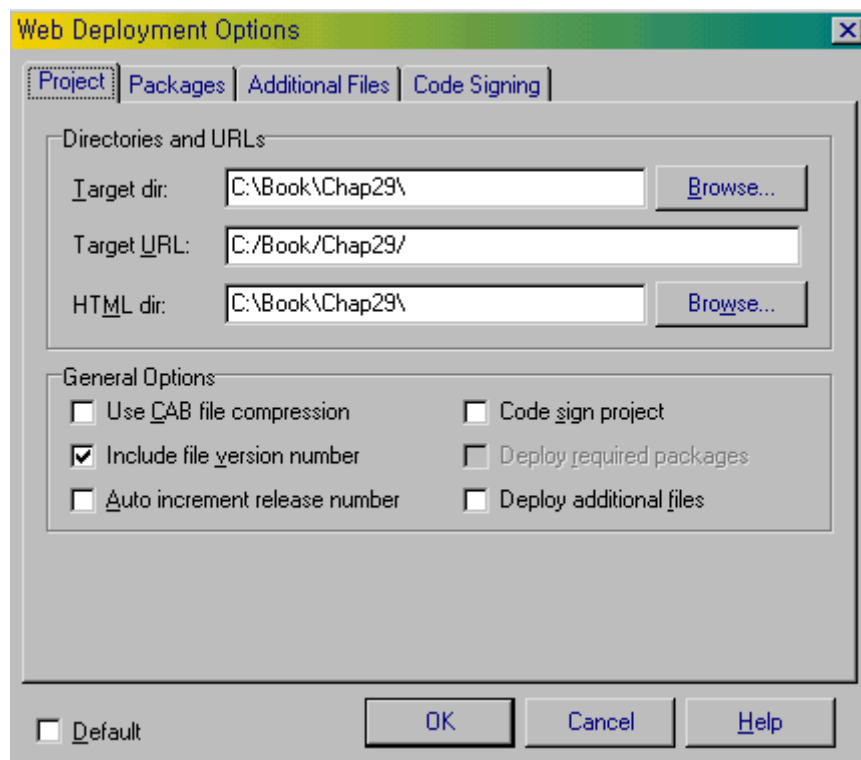 Web Deployment Options
Project Packages Additional Files Code Signing
Directories and URLs
Target dir: C:\Book\Chap29\ Browse...
Target URL: C:/Book/Chap29/
HTML dir: C:\Book\Chap29\ Browse...
General Options
Use CAB file compression Code sign project
Include file version number Deploy required packages
Auto increment release number Deploy additional files
Default OK Cancel Help